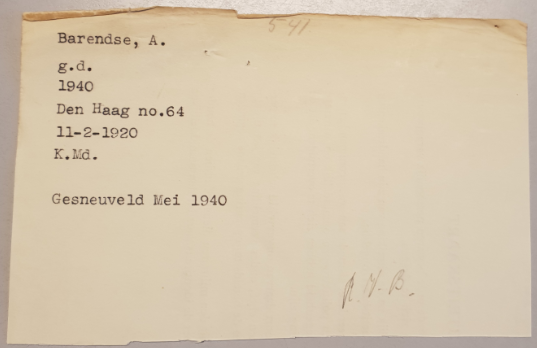 541
Barendse, A.
g.d.
1940
Den Haag no.64
11-2-1920
K.Md.
Gesneuveld Mei 1940